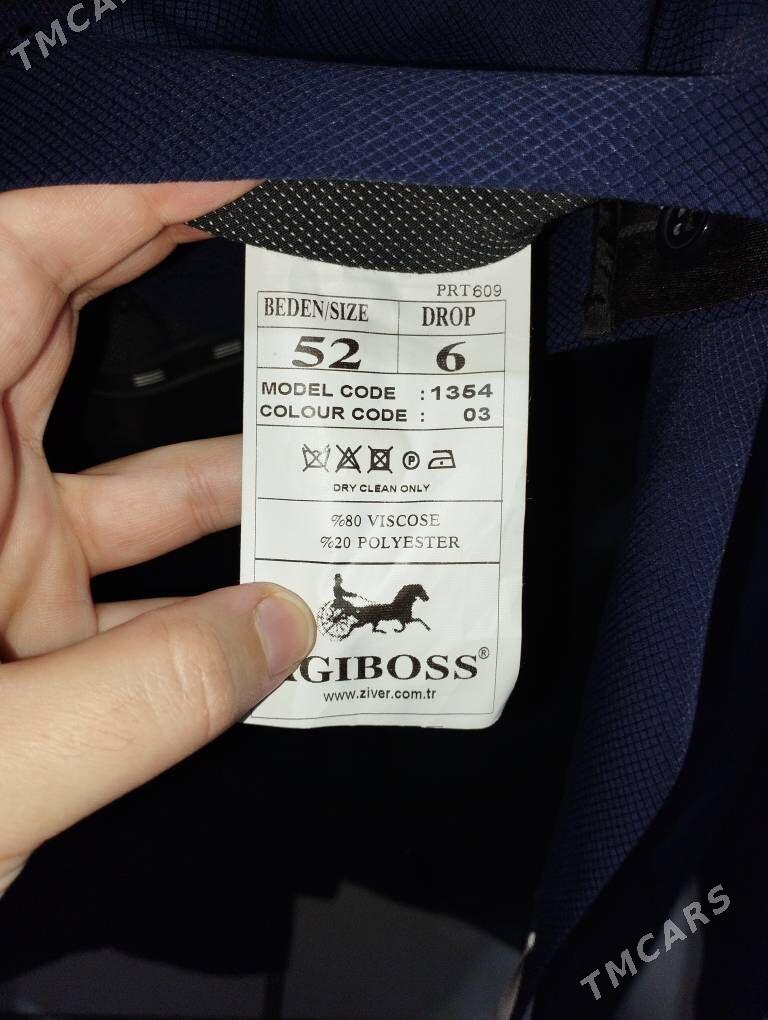 TMCARS
PRT609
BEDEN/SIZE DROP
52 6
MODEL CODE : 1354
COLOUR CODE : 03
P
DRY CLEAN ONLY
%80 VISCOSE
%20 POLYESTER
GIBOSS®
www.ziver.com.tr
TMCARS